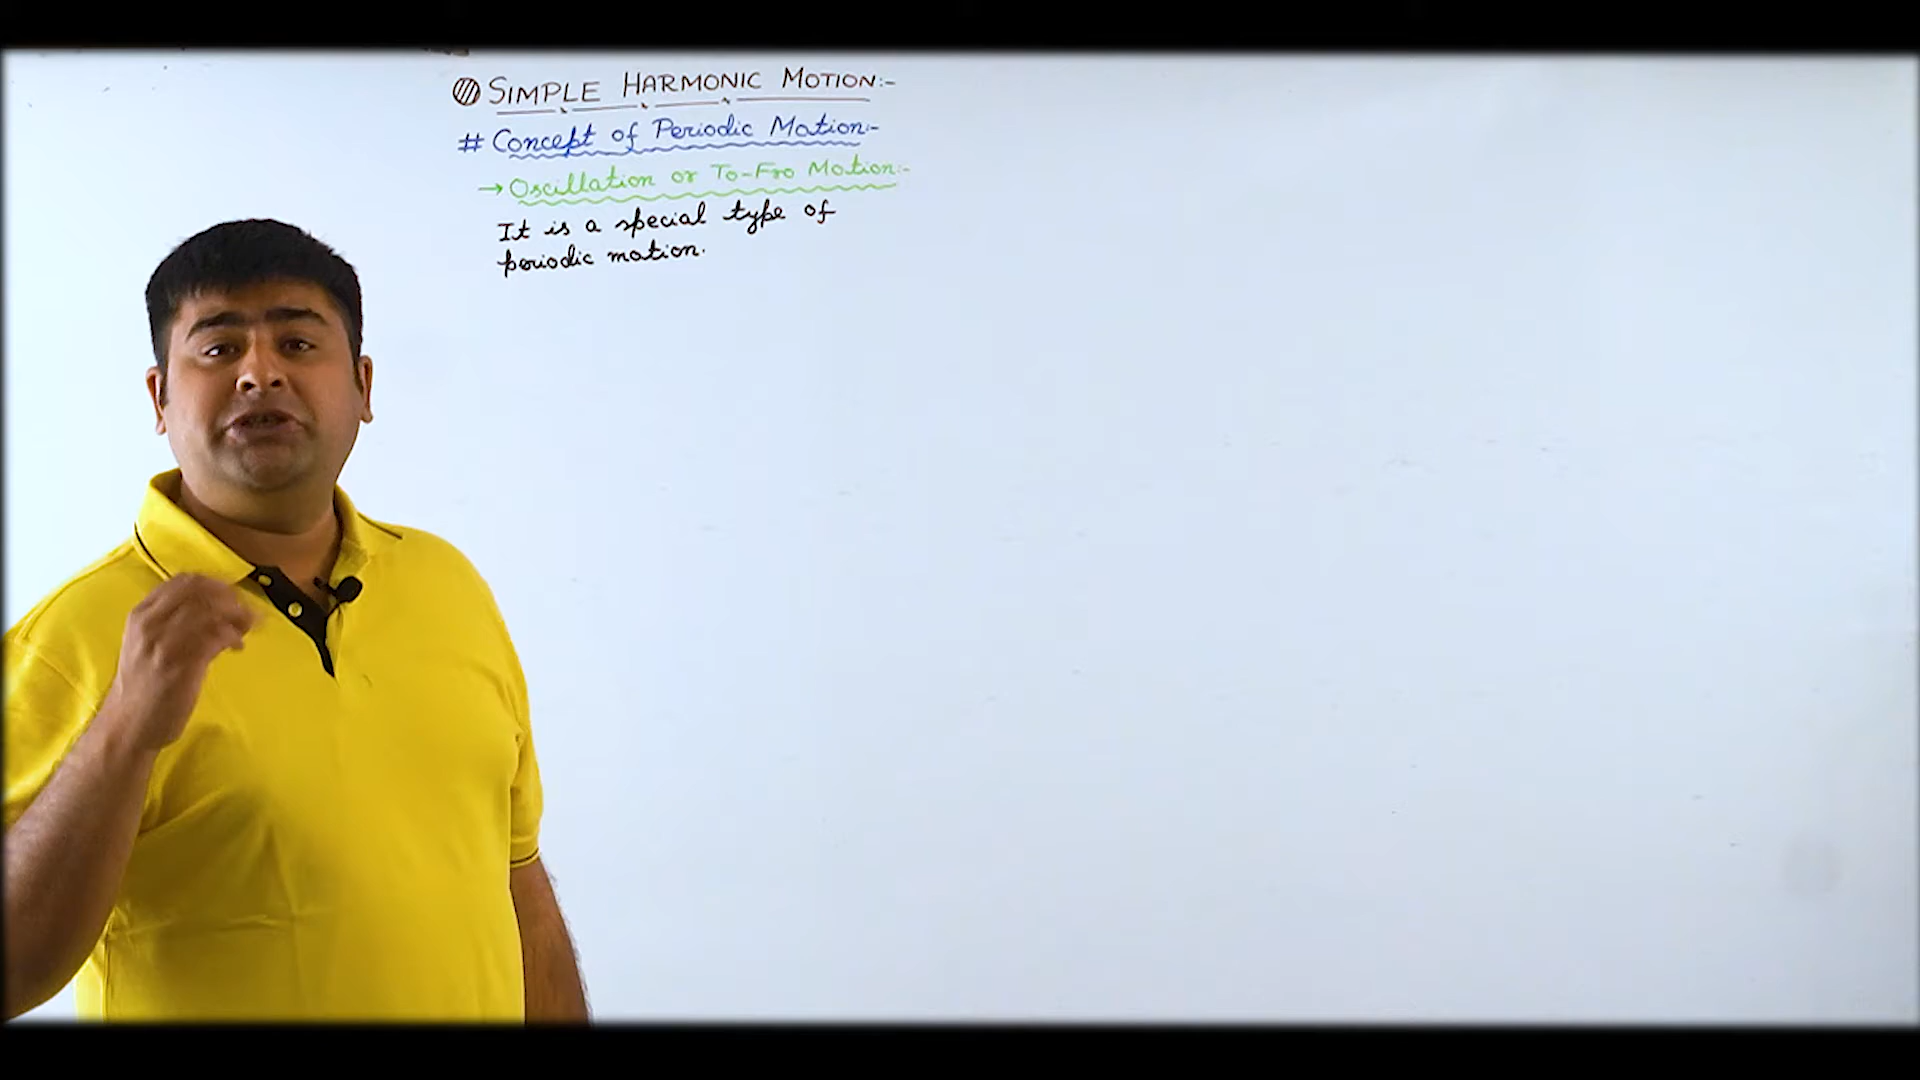 SIMPLE HARMONIC MOTION:-
# Concept of Periodic Motion:-
→ Oscillation or To-Fro Motion:-
It is a special type of
periodic motion.